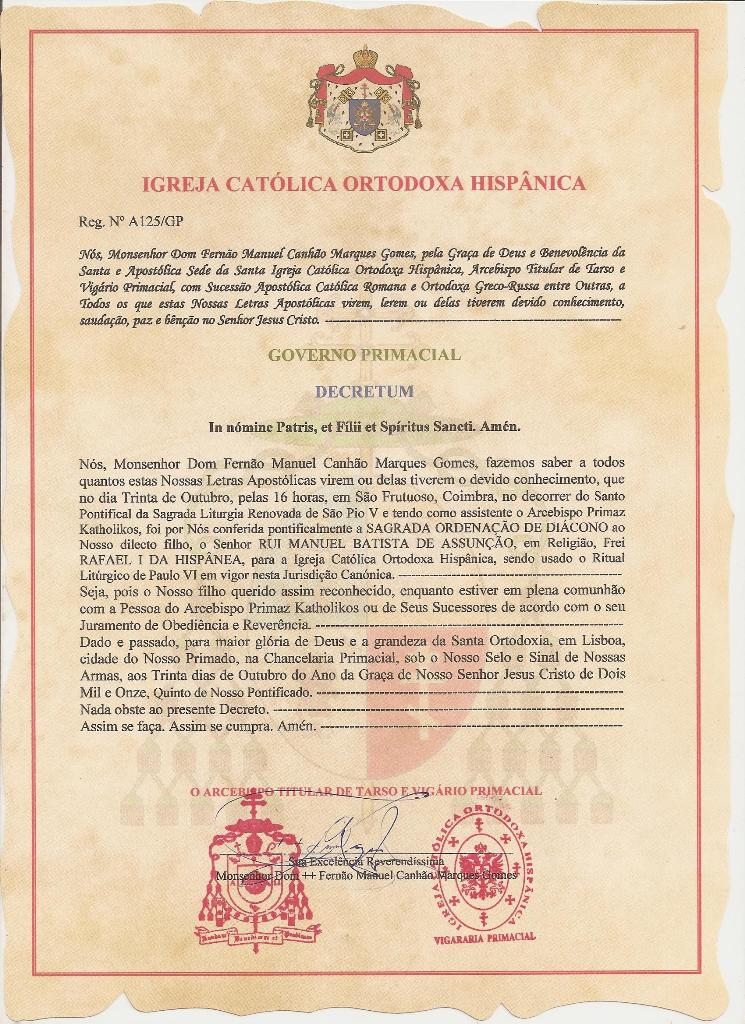 IGREJA CATÓLICA ORTODOXA HISPÂNICA
Reg. Nº A125/GP
Nós, Monsenhor Dom Fernão Manuel Canhão Marques Gomes, pela Graça de Deus e Benevolência da
Santa e Apostólica Sede da Santa Igreja Católica Ortodoxa Hispânica, Arcebispo Titular de Tarso e
Vigário Primacial, com Sucessão Apostólica Católica Romana e Ortodoxa Greco-Russa entre Outras, a
Todos os que estas Nossas Letras Apostólicas virem, lerem ou delas tiverem devido conhecimento,
saudação, paz e bênção no Senhor Jesus Cristo. ------------------------------------------------------------
GOVERNO PRIMACIAL
DECRETUM
In nómine Patris, et Fílii et Spíritus Sancti. Amén.
Nós, Monsenhor Dom Fernão Manuel Canhão Marques Gomes, fazemos saber a todos
quantos estas Nossas Letras Apostólicas virem ou delas tiverem o devido conhecimento, que
no dia Trinta de Outubro, pelas 16 horas, em São Frutuoso, Coimbra, no decorrer do Santo
Pontifical da Sagrada Liturgia Renovada de São Pio V e tendo como assistente o Arcebispo Primaz
Katholikos, foi por Nós conferida pontificalmente a SAGRADA ORDENAÇÃO DE DIÁCONO ao
Nosso dilecto filho, o Senhor RUI MANUEL BATISTA DE ASSUNÇÃO, em Religião, Frei
RAFAEL I DA HISPÂNEA, para a Igreja Católica Ortodoxa Hispânica, sendo usado o Ritual
Litúrgico de Paulo VI em vigor nesta Jurisdição Canónica. ---------------------------------------------
Seja, pois o Nosso filho querido assim reconhecido, enquanto estiver em plena comunhão
com a Pessoa do Arcebispo Primaz Katholikos ou de Seus Sucessores de acordo com o seu
Juramento de Obediência e Reverência. ---------------------------------------------------------------
Dado e passado, para maior glória de Deus e a grandeza da Santa Ortodoxia, em Lisboa,
cidade do Nosso Primado, na Chancelaria Primacial, sob o Nosso Selo e Sinal de Nossas
Armas, aos Trinta dias de Outubro do Ano da Graça de Nosso Senhor Jesus Cristo de Dois
Mil e Onze, Quinto de Nosso Pontificado. --------------------------------------------------------------
Nada obste ao presente Decreto. -----------------------------------------------------------------------
Assim se faça. Assim se cumpra. Amén. --------------------------------------------------------------
O ARCEBISPO TITULAR DE TARSO E VIGÁRIO PRIMACIAL
Sua Excelência Reverendíssima
Monsenhor Dom ++ Fernão Manuel Canhão Marques Gomes
IGREJA CATÓLICA ORTODOXA HISPÂNICA
VIGARARIA PRIMACIAL